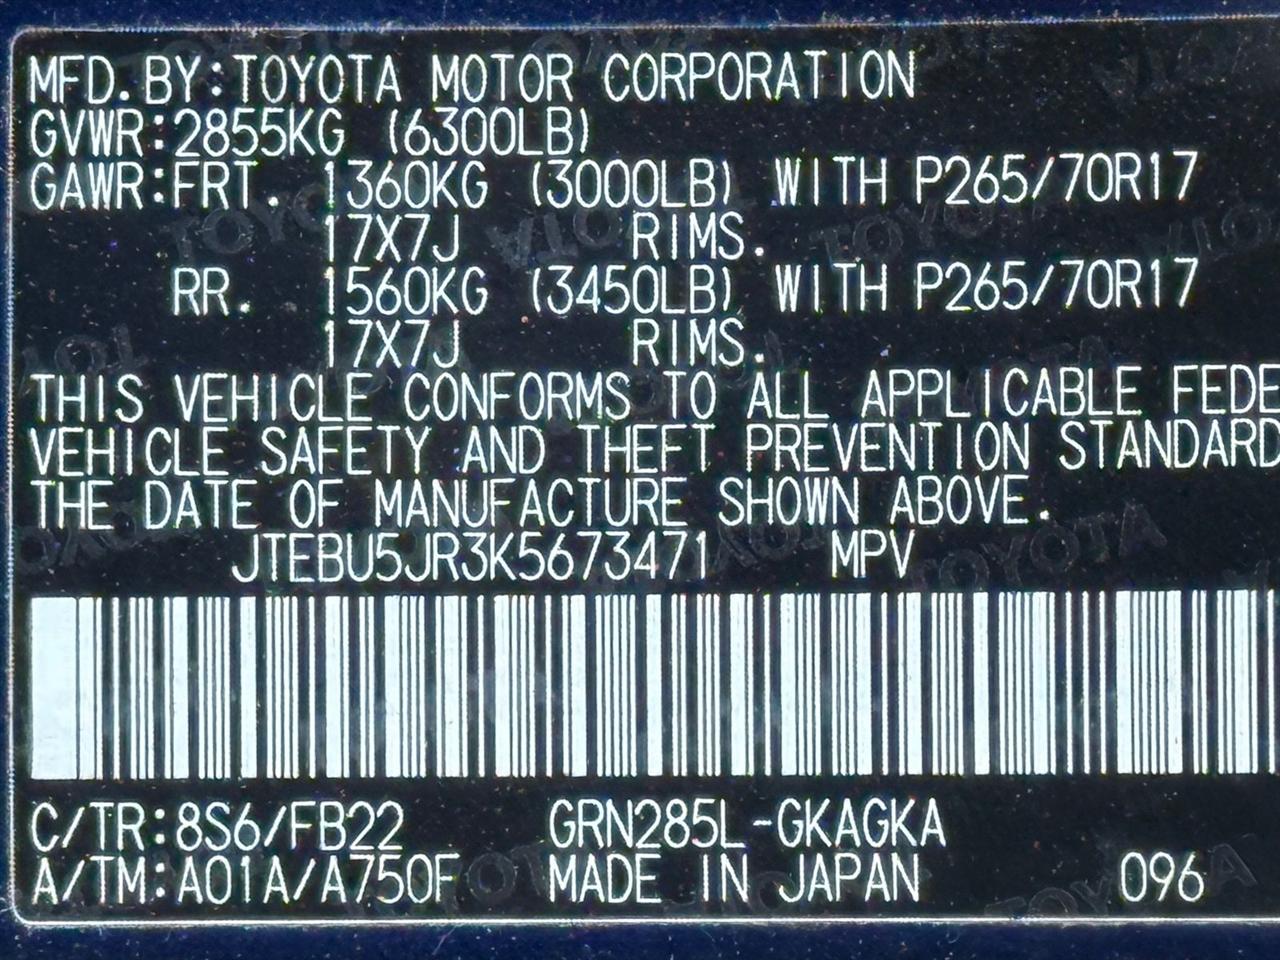 MFD.BY:TOYOTA MOTOR CORPORATION
GVWR:2855KG (6300LB)
GAWR:FRT. 1360KG (3000LB) WITH P265/70R17
17X7J RIMS.
RR. 1560KG (3450LB) WITH P265/70R17
17X7J RIMS.
THIS VEHICLE CONFORMS TO ALL APPLICABLE FEDE
VEHICLE SAFETY AND THEFT PREVENTION STANDARD
THE DATE OF MANUFACTURE SHOWN ABOVE.
JTEBU5JR3K5673471 MPV
C/TR:8S6/FB22 GRN285L-GKAGKA
A/TM:A01A/A750F MADE IN JAPAN 096